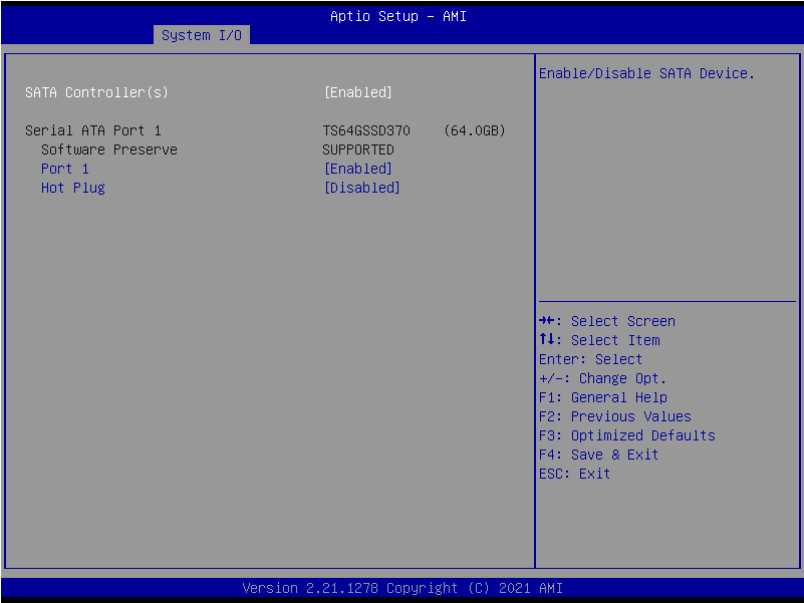 Aptio Setup – AMI
System I/O
SATA Controller(s) [Enabled]
Serial ATA Port 1 TS64GSSD370 (64.0GB)
Software Preserve SUPPORTED
Port 1 [Enabled]
Hot Plug [Disabled]
Enable/Disable SATA Device.
→←: Select Screen
↑↓: Select Item
Enter: Select
+/-: Change Opt.
F1: General Help
F2: Previous Values
F3: Optimized Defaults
F4: Save & Exit
ESC: Exit
Version 2.21.1278 Copyright (C) 2021 AMI